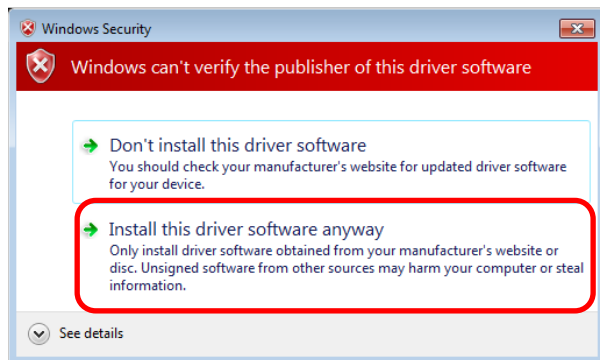 Windows Security
Windows can't verify the publisher of this driver software
Don't install this driver software
You should check your manufacturer's website for updated driver software
for your device.
Install this driver software anyway
Only install driver software obtained from your manufacturer's website or
disc. Unsigned software from other sources may harm your computer or steal
information.
See details